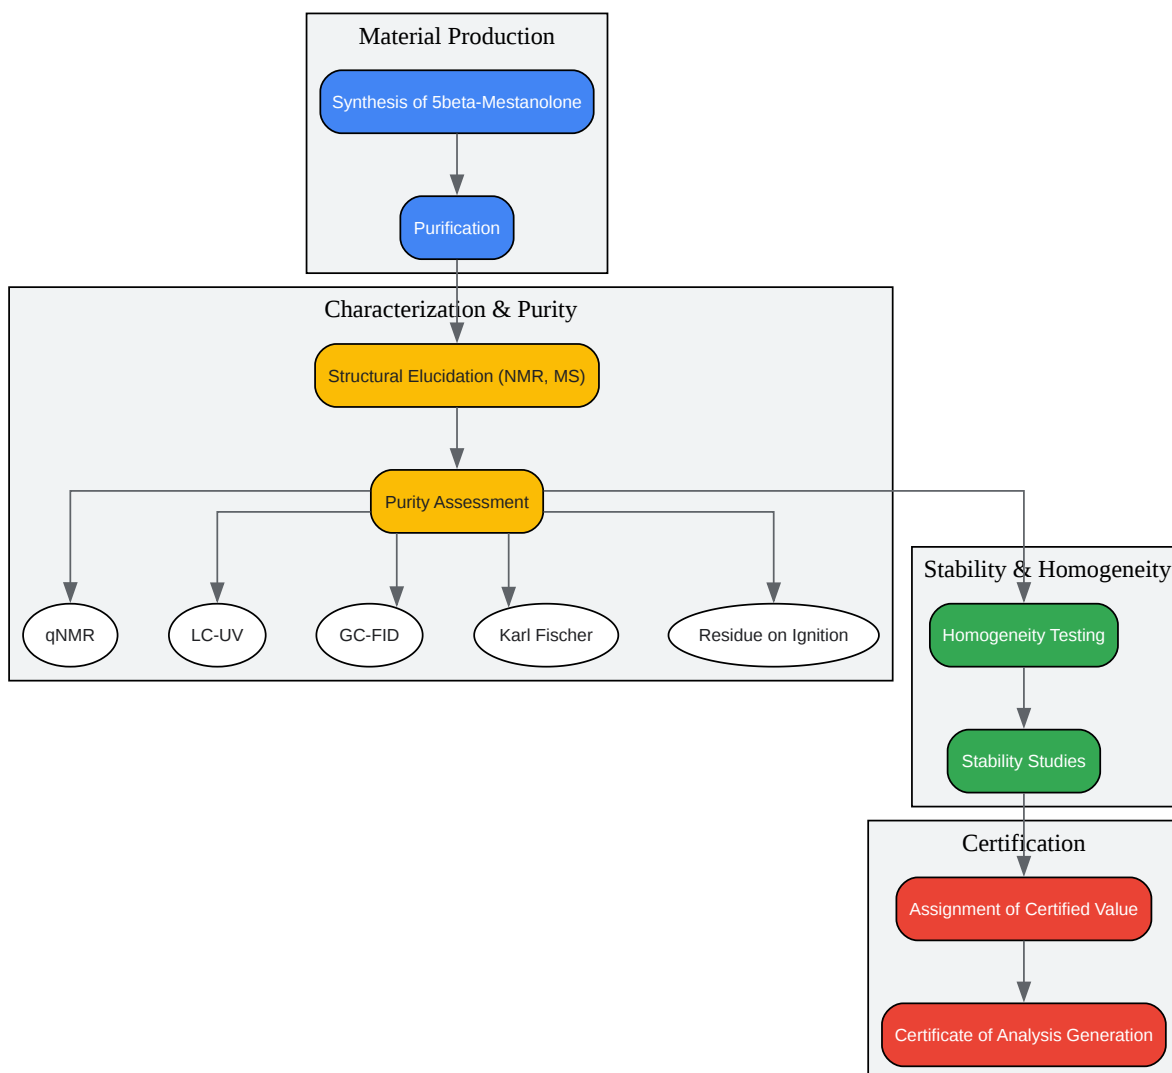 Material Production
Synthesis of 5beta-Mestanolone
Purification
Characterization & Purity
Structural Elucidation (NMR, MS)
Purity Assessment
qNMR
LC-UV
GC-FID
Karl Fischer
Residue on Ignition
Stability & Homogeneity
Homogeneity Testing
Stability Studies
Certification
Assignment of Certified Value
Certificate of Analysis Generation